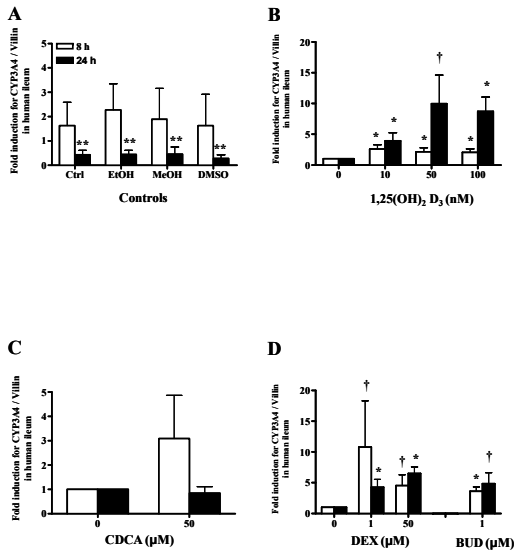 A
Fold induction for CYP3A4 / Villin
in human ileum
5
4
3
2
1
0
8 h
24 h
**
**
**
**
Ctrl EtOH MeOH DMSO
Controls
B
Fold induction for CYP3A4 / Villin
in human ileum
20
15
10
5
0
*
*
*
†
*
*
0 10 50 100
1,25(OH)2 D3 (nM)
C
Fold induction for CYP3A4 / Villin
in human ileum
5
4
3
2
1
0
0 50
CDCA (µM)
D
Fold induction for CYP3A4 / Villin
in human ileum
20
15
10
5
0
†
*
†
*
*
†
0 1 50 1
DEX (µM) BUD (µM)